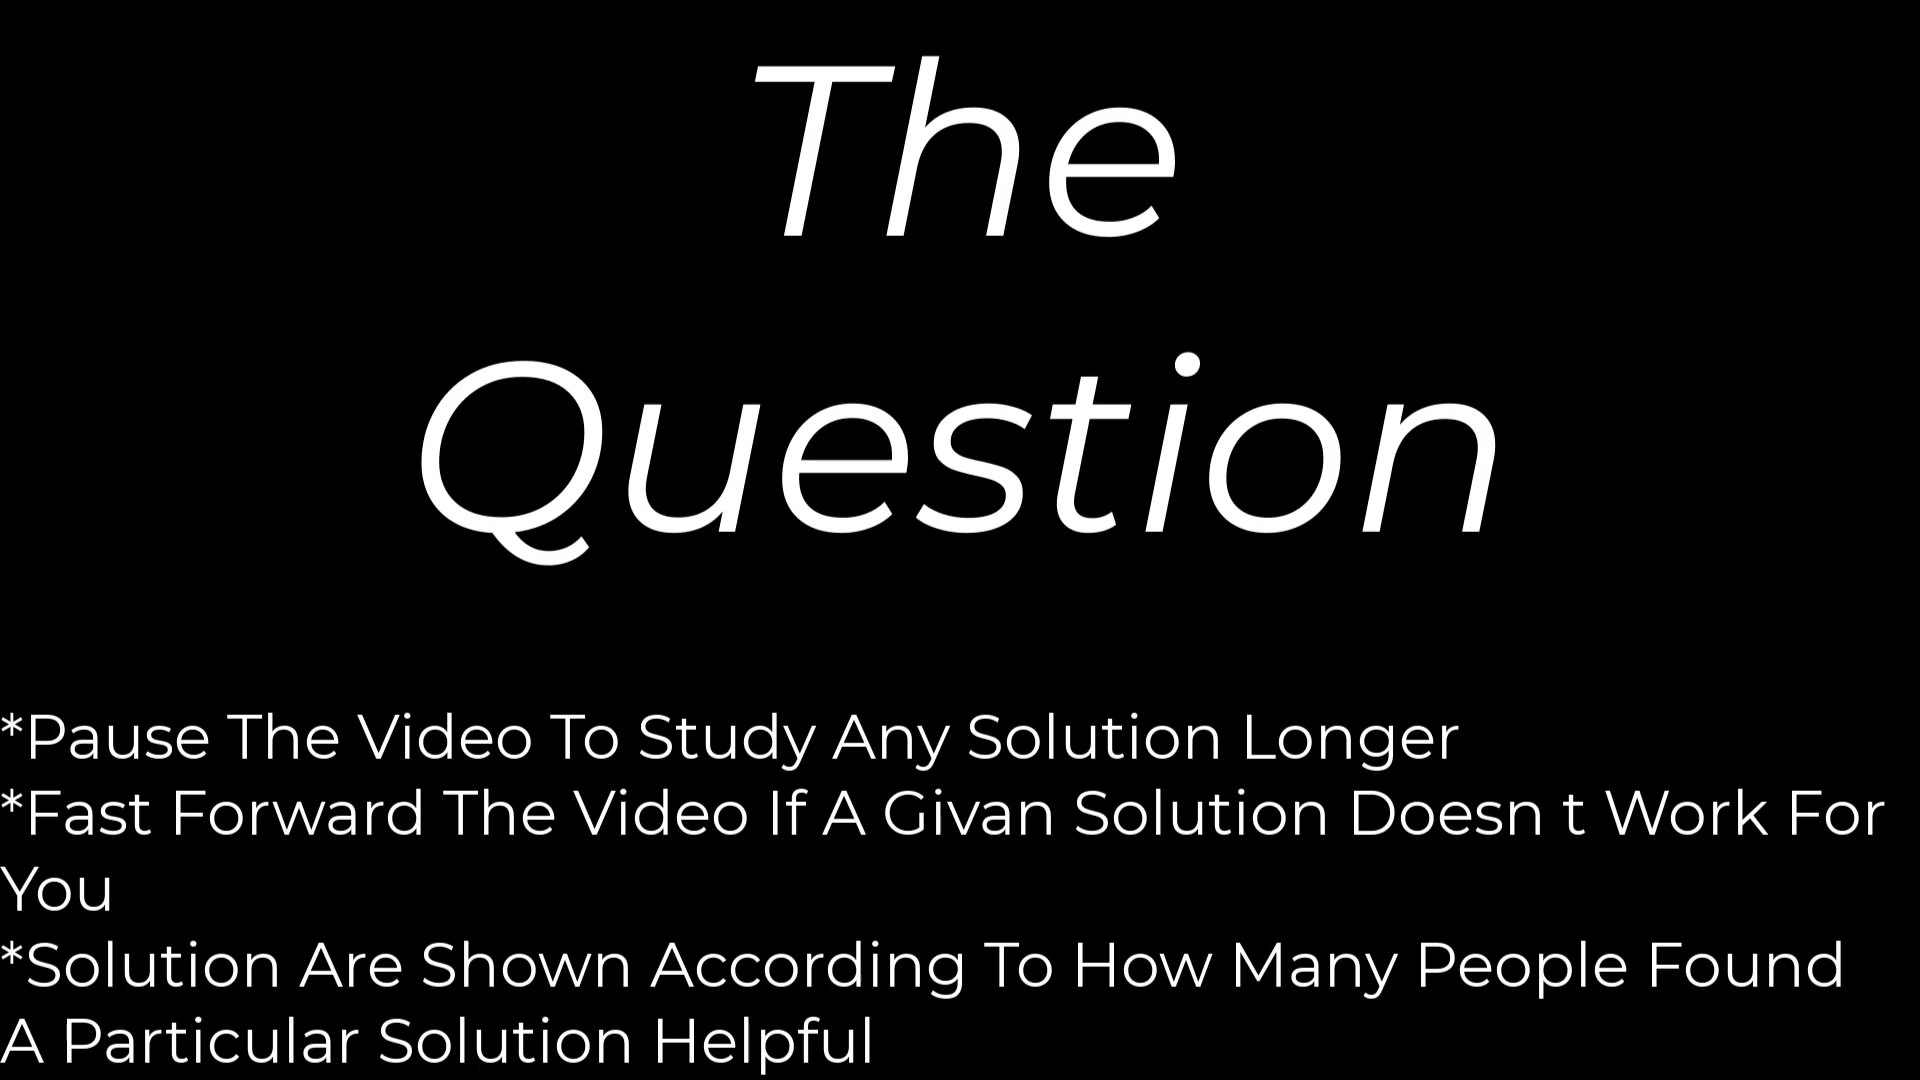 The
Question
*Pause The Video To Study Any Solution Longer
*Fast Forward The Video If A Givan Solution Doesn t Work For
You
*Solution Are Shown According To How Many People Found
A Particular Solution Helpful